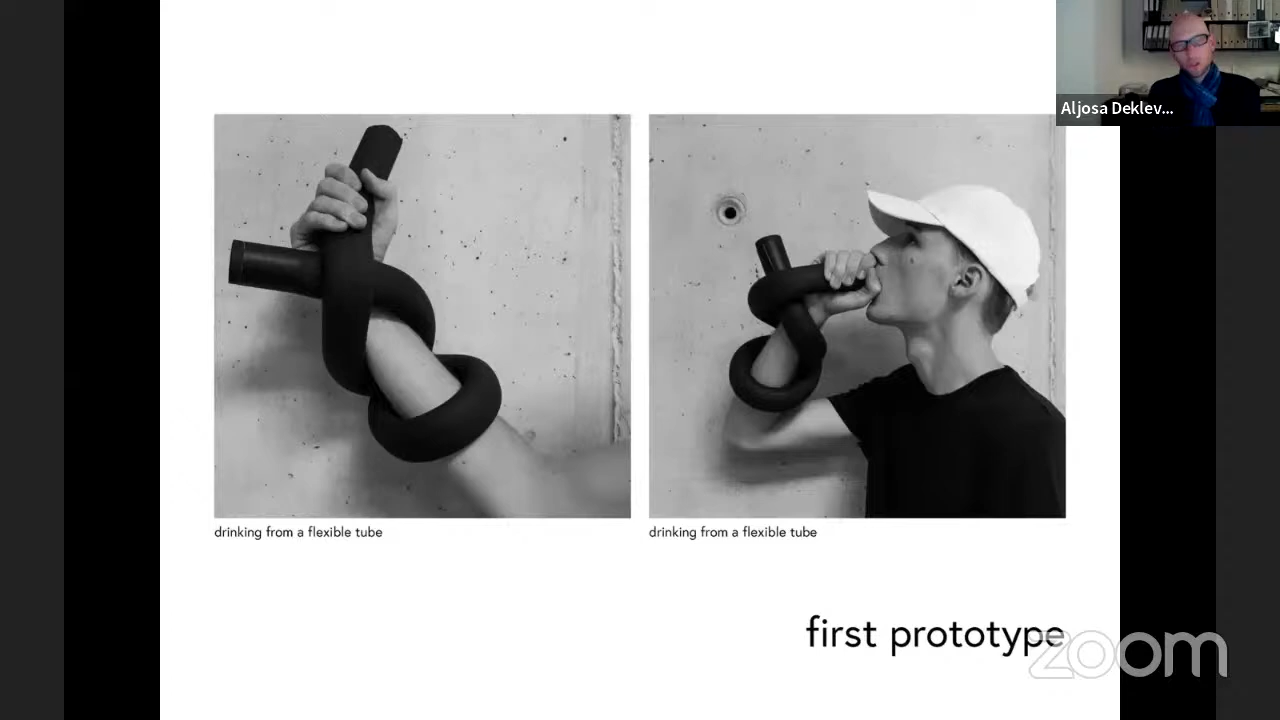 Aljosa Deklev...
drinking from a flexible tube
drinking from a flexible tube
first prototype
zoom